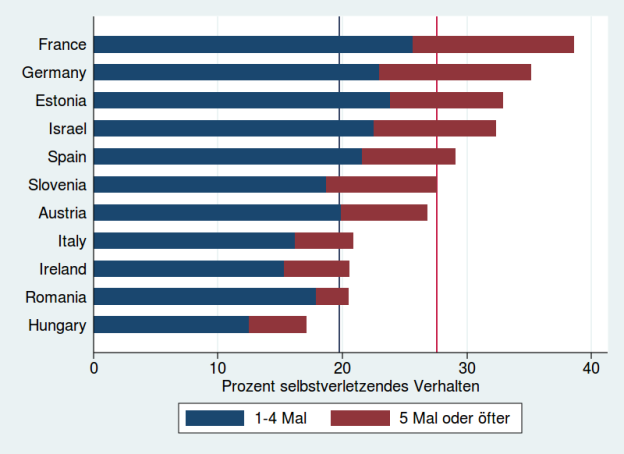 France
Germany
Estonia
Israel
Spain
Slovenia
Austria
Italy
Ireland
Romania
Hungary
0 10 20 30 40
Prozent selbstverletzendes Verhalten
1-4 Mal 5 Mal oder öfter